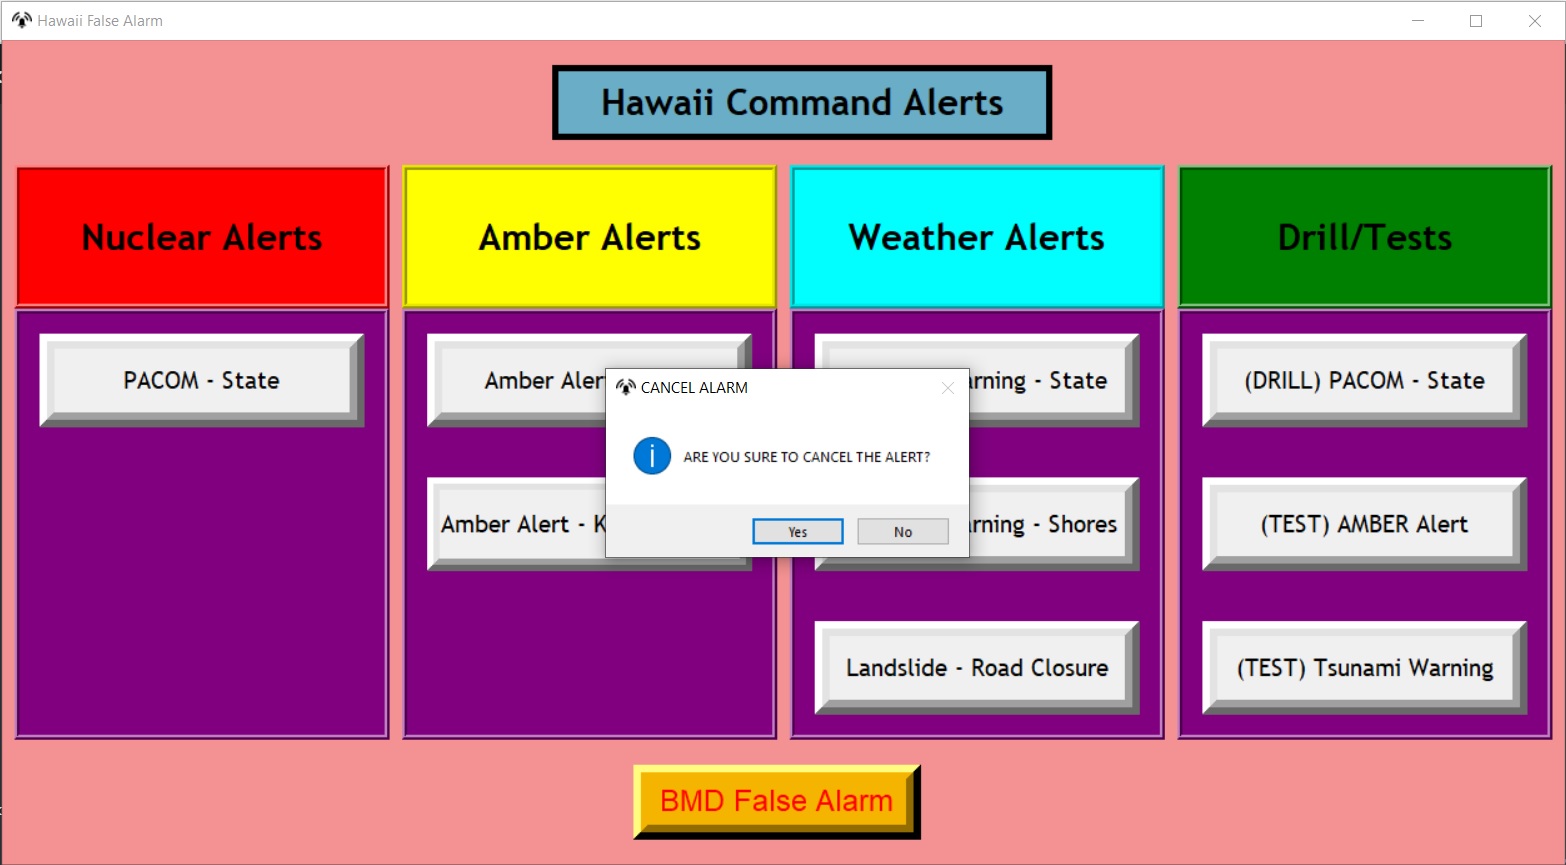 Hawaii False Alarm
Hawaii Command Alerts
Nuclear Alerts
Amber Alerts
Weather Alerts
Drill/Tests
PACOM - State
Amber Aler
rning - State
(DRILL) PACOM - State
CANCEL ALARM
ARE YOU SURE TO CANCEL THE ALERT?
Yes
No
Amber Alert - K
rning - Shores
(TEST) AMBER Alert
Landslide - Road Closure
(TEST) Tsunami Warning
BMD False Alarm